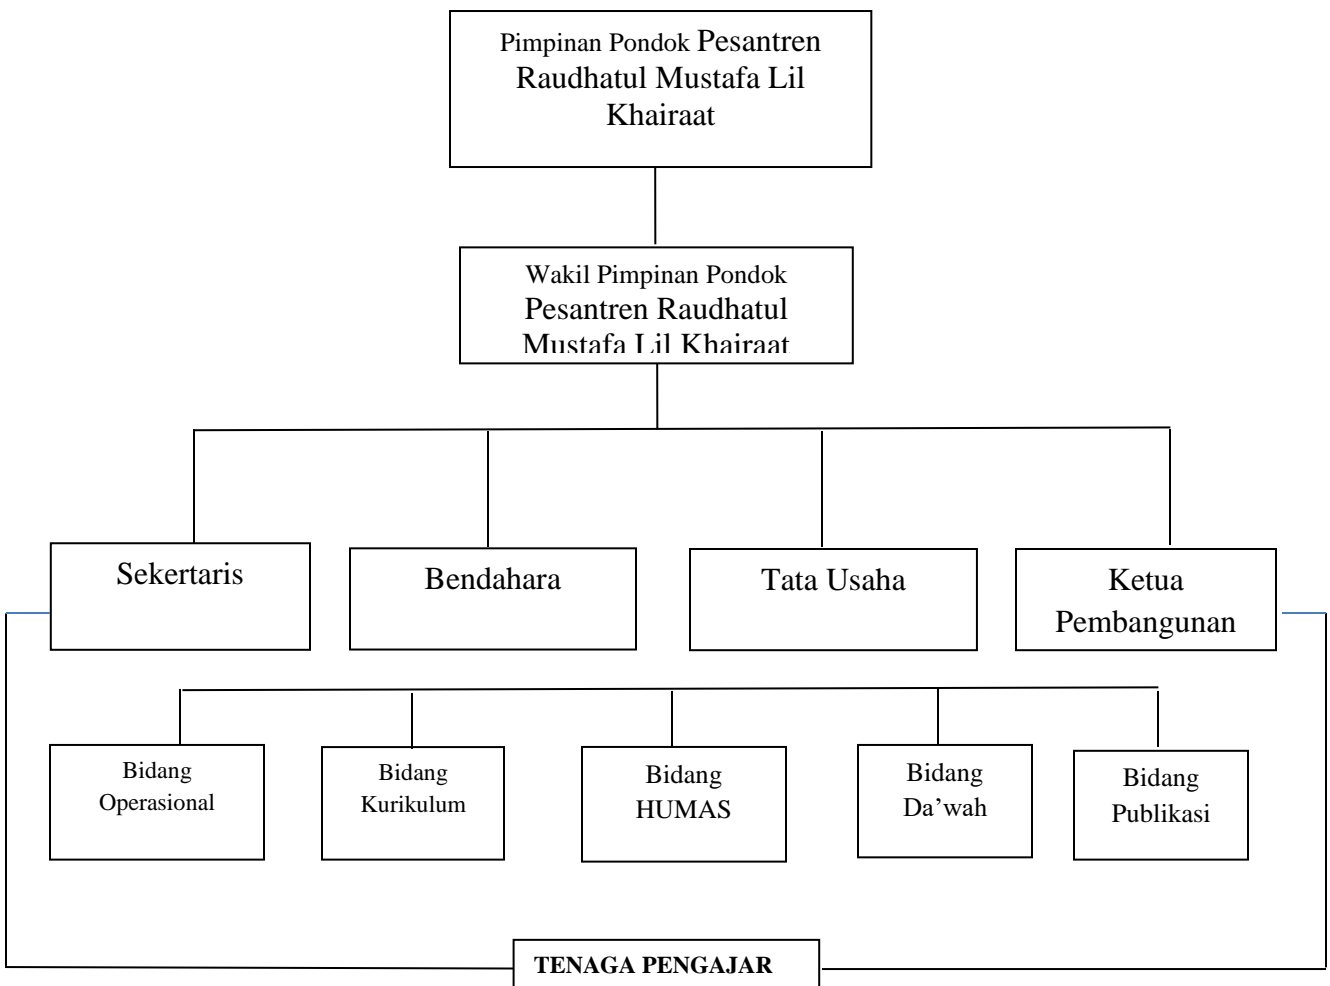 Pimpinan Pondok Pesantren
Raudhatul Mustafa Lil
Khairaat
Wakil Pimpinan Pondok
Pesantren Raudhatul
Mustafa Lil Khairaat
Sekertaris
Bendahara
Tata Usaha
Ketua
Pembangunan
Bidang
Operasional
Bidang
Kurikulum
Bidang
HUMAS
Bidang
Da’wah
Bidang
Publikasi
TENAGA PENGAJAR